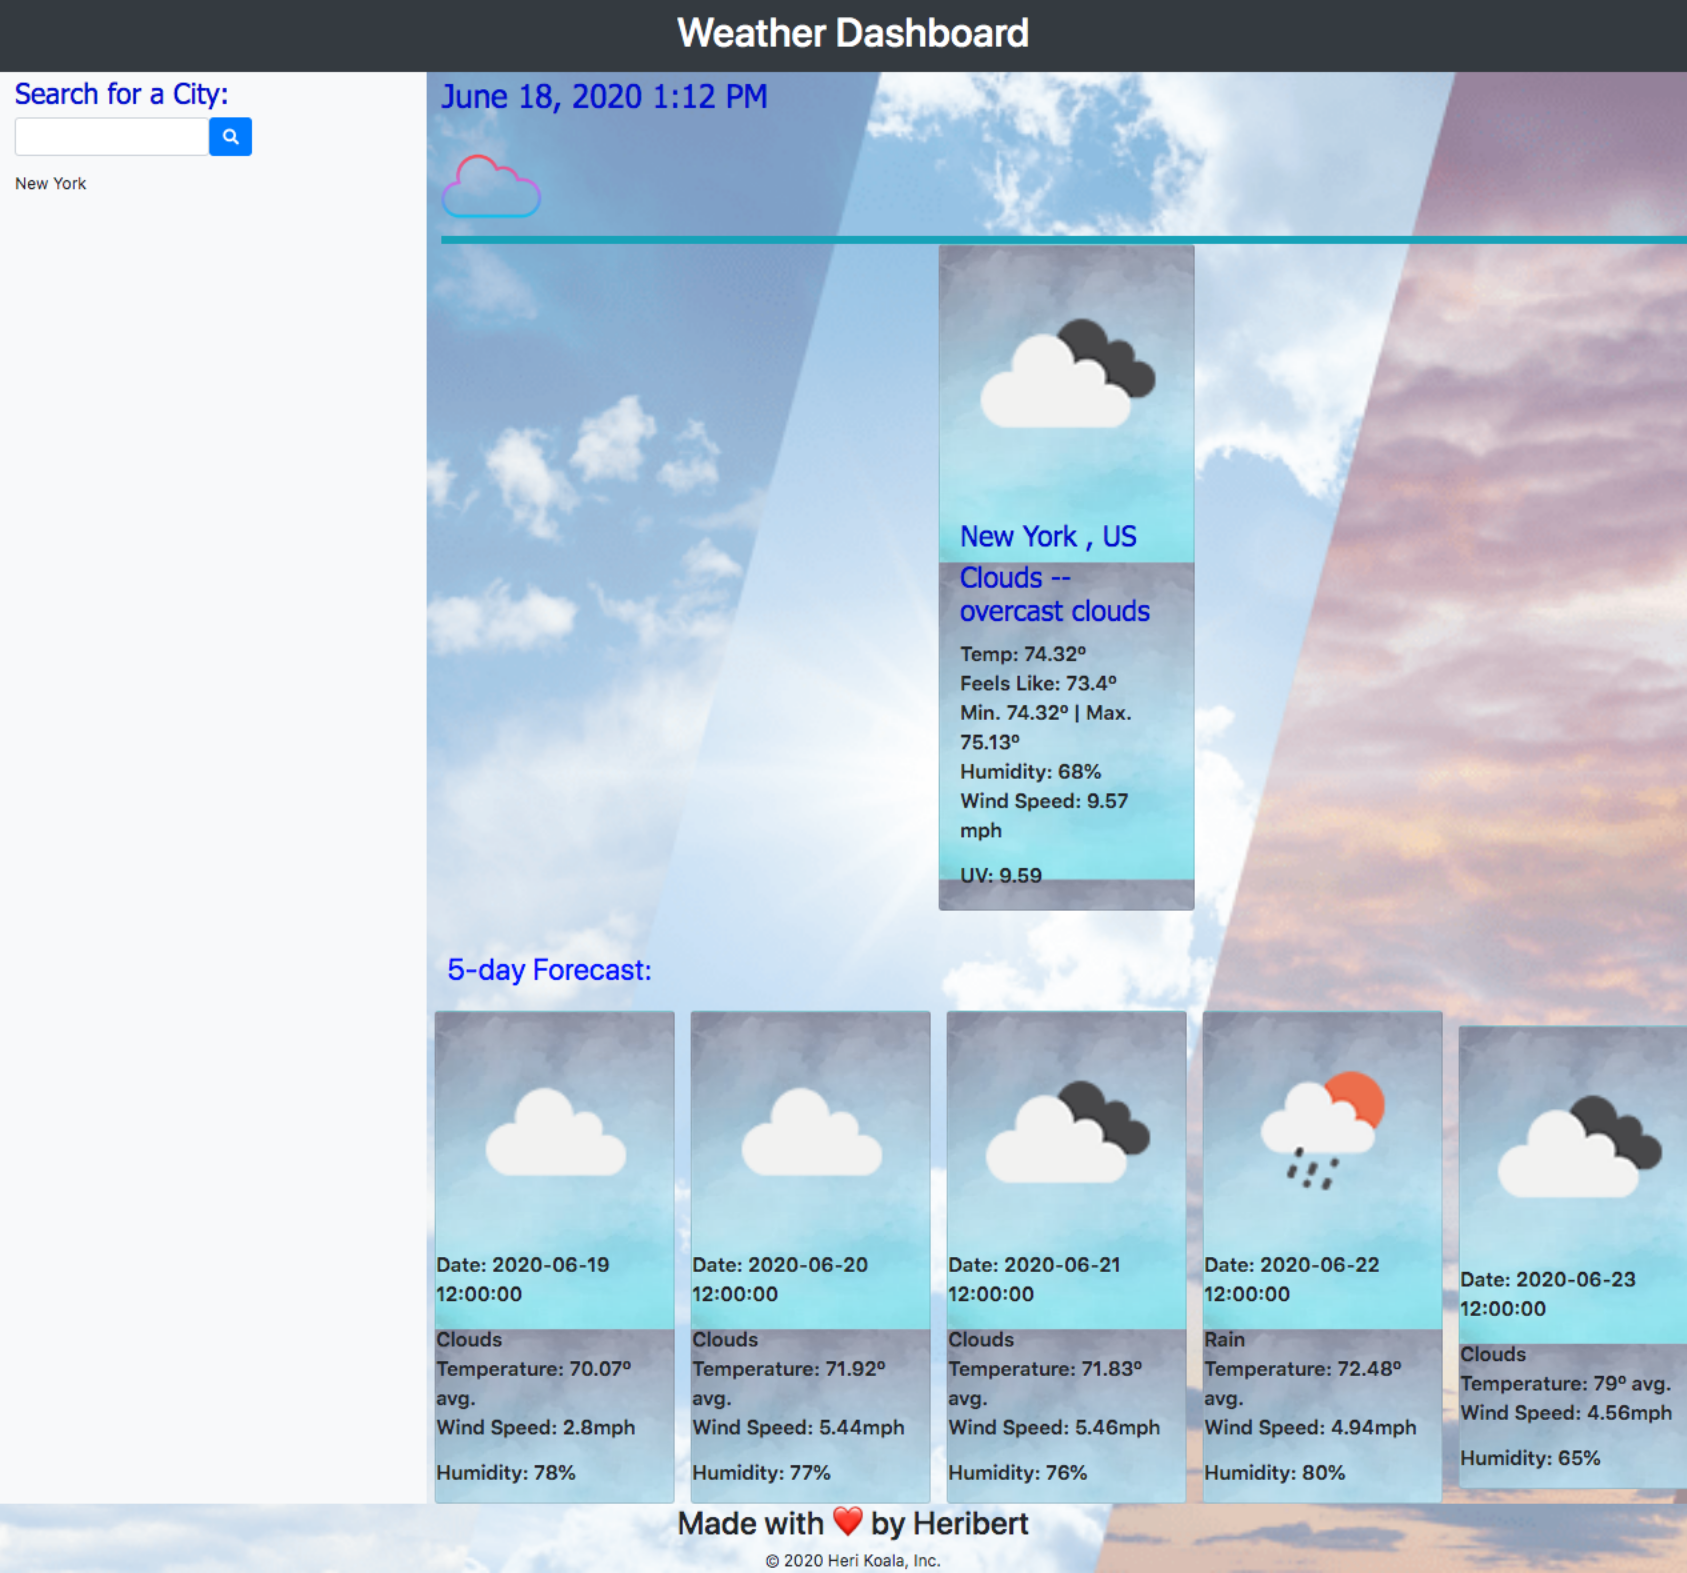 Weather Dashboard
Search for a City:
New York
June 18, 2020 1:12 PM
New York , US
Clouds --
overcast clouds
Temp: 74.32º
Feels Like: 73.4º
Min. 74.32º | Max.
75.13º
Humidity: 68%
Wind Speed: 9.57
mph
UV: 9.59
5-day Forecast:
Date: 2020-06-19
12:00:00
Clouds
Temperature: 70.07º
avg.
Wind Speed: 2.8mph
Humidity: 78%
Date: 2020-06-20
12:00:00
Clouds
Temperature: 71.92º
avg.
Wind Speed: 5.44mph
Humidity: 77%
Date: 2020-06-21
12:00:00
Clouds
Temperature: 71.83º
avg.
Wind Speed: 5.46mph
Humidity: 76%
Date: 2020-06-22
12:00:00
Rain
Temperature: 72.48º
avg.
Wind Speed: 4.94mph
Humidity: 80%
Date: 2020-06-23
12:00:00
Clouds
Temperature: 79º avg.
Wind Speed: 4.56mph
Humidity: 65%
Made with ❤️ by Heribert
© 2020 Heri Koala, Inc.